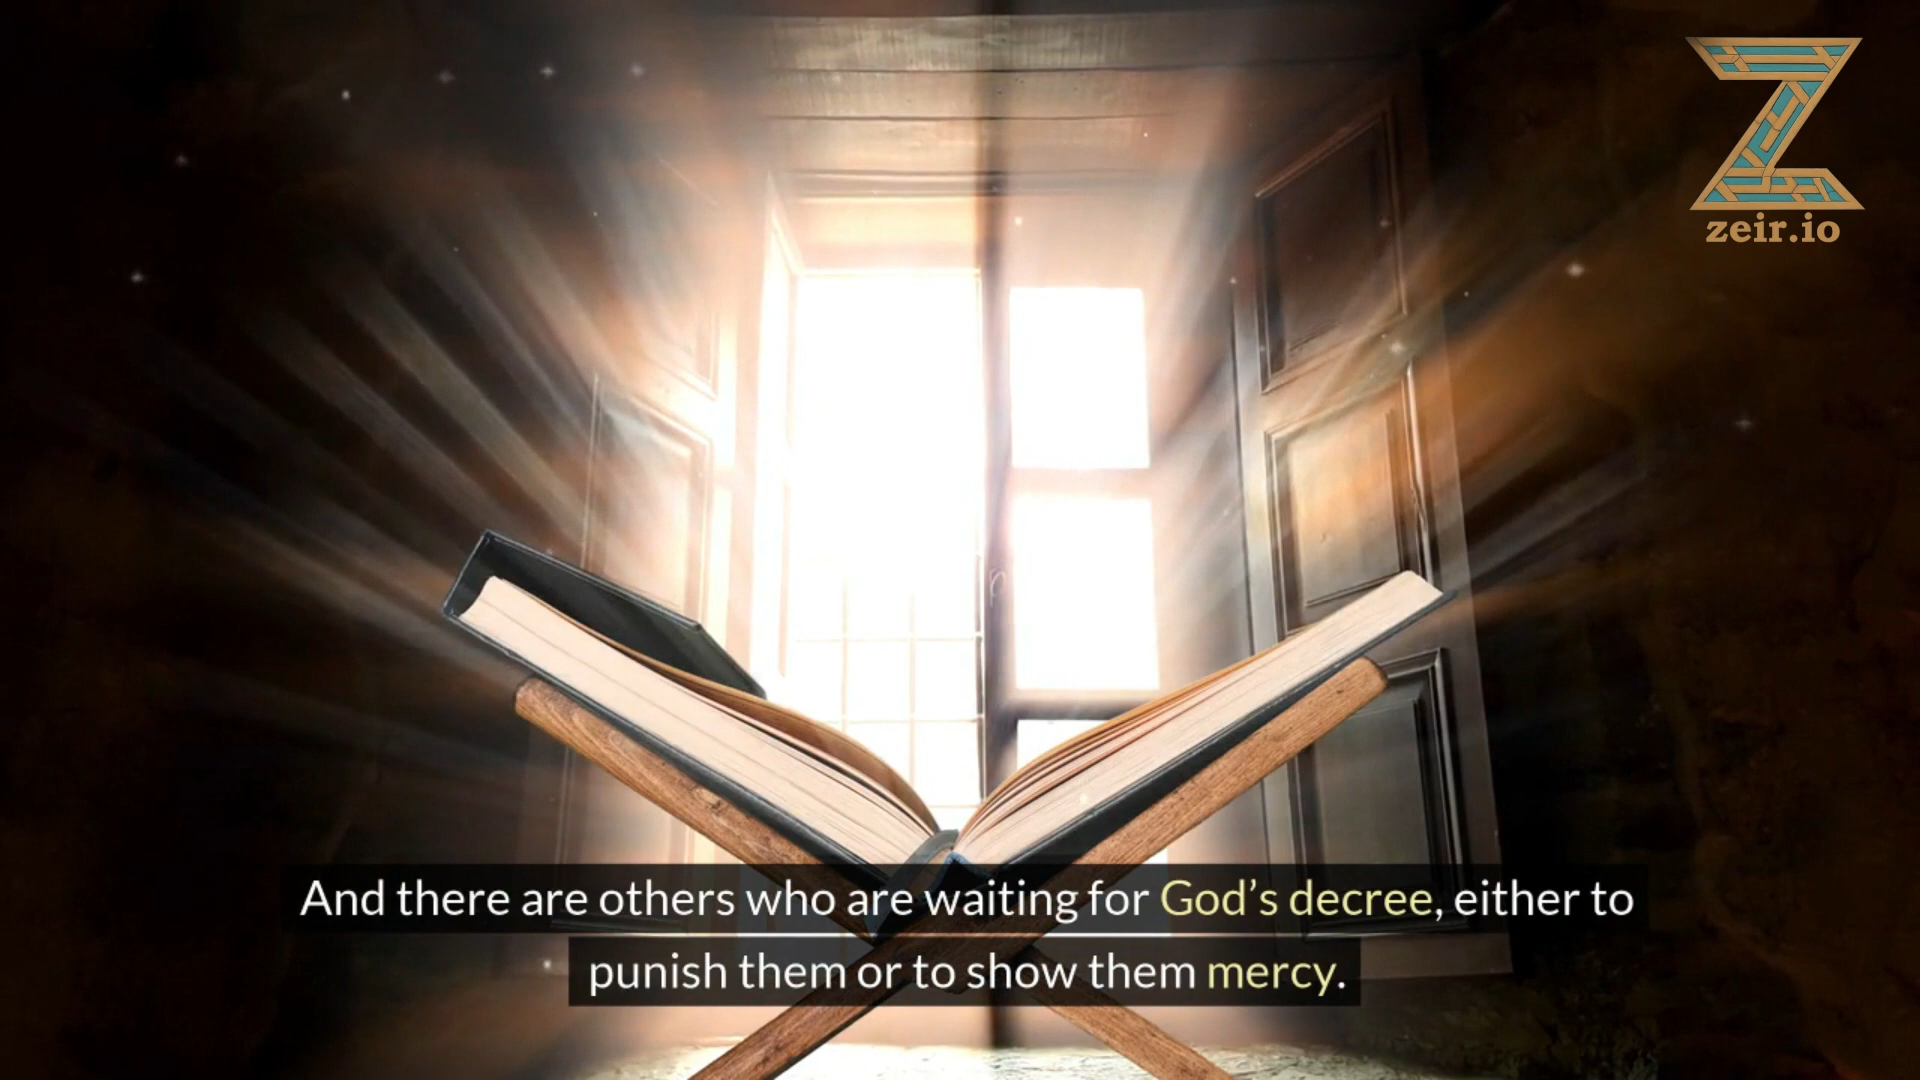 zeir.io
And there are others who are waiting for God's decree, either to
punish them or to show them mercy.